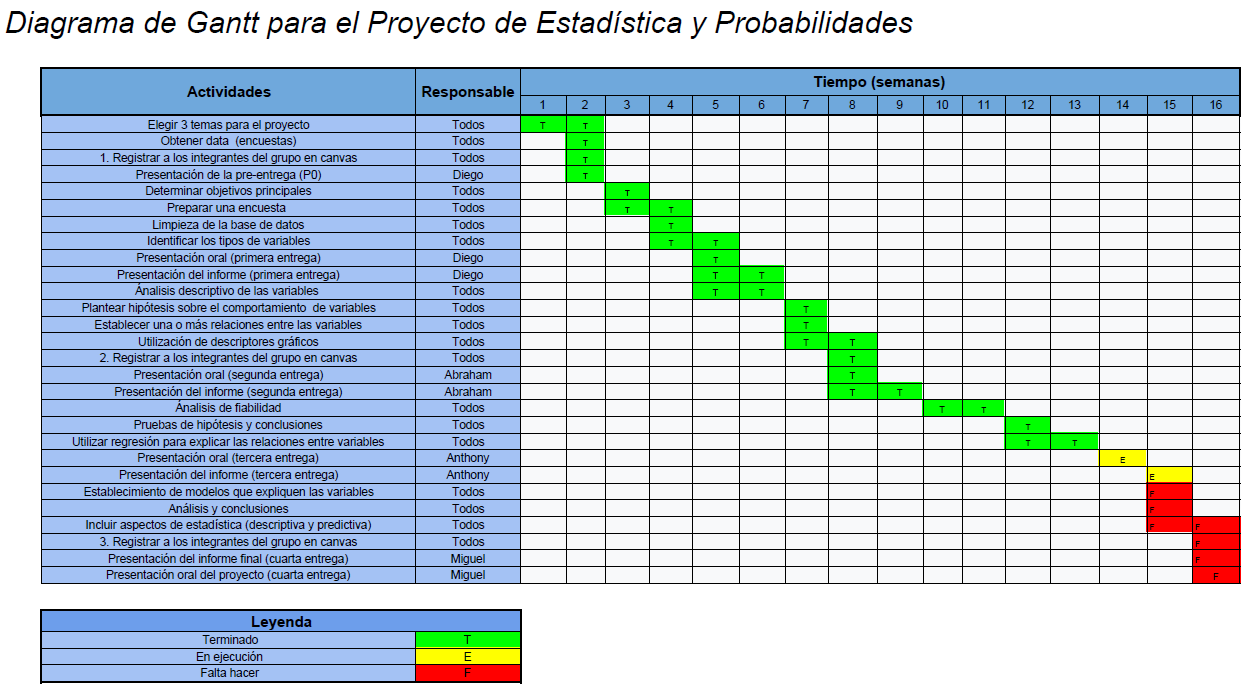 Diagrama de Gantt para el Proyecto de Estadística y Probabilidades
Actividades Responsable Tiempo (semanas)
1 2 3 4 5 6 7 8 9 10 11 12 13 14 15 16
Elegir 3 temas para el proyecto Todos T T
Obtener data (encuestas) Todos T
1. Registrar a los integrantes del grupo en canvas Todos T
Presentación de la pre-entrega (P0) Diego T
Determinar objetivos principales Todos T
Preparar una encuesta Todos T T
Limpieza de la base de datos Todos T
Identificar los tipos de variables Todos T T
Presentación oral (primera entrega) Diego T
Presentación del informe (primera entrega) Diego T T
Ánalisis descriptivo de las variables Todos T T
Plantear hipótesis sobre el comportamiento de variables Todos T
Establecer una o más relaciones entre las variables Todos T
Utilización de descriptores gráficos Todos T T
2. Registrar a los integrantes del grupo en canvas Todos T
Presentación oral (segunda entrega) Abraham T
Presentación del informe (segunda entrega) Abraham T T
Ánalisis de fiabilidad Todos T T
Pruebas de hipótesis y conclusiones Todos T
Utilizar regresión para explicar las relaciones entre variables Todos T T
Presentación oral (tercera entrega) Anthony E
Presentación del informe (tercera entrega) Anthony E
Establecimiento de modelos que expliquen las variables Todos F
Análisis y conclusiones Todos F
Incluir aspectos de estadística (descriptiva y predictiva) Todos F F
3. Registrar a los integrantes del grupo en canvas Todos F
Presentación del informe final (cuarta entrega) Miguel F
Presentación oral del proyecto (cuarta entrega) Miguel F
Leyenda
Terminado T
En ejecución E
Falta hacer F